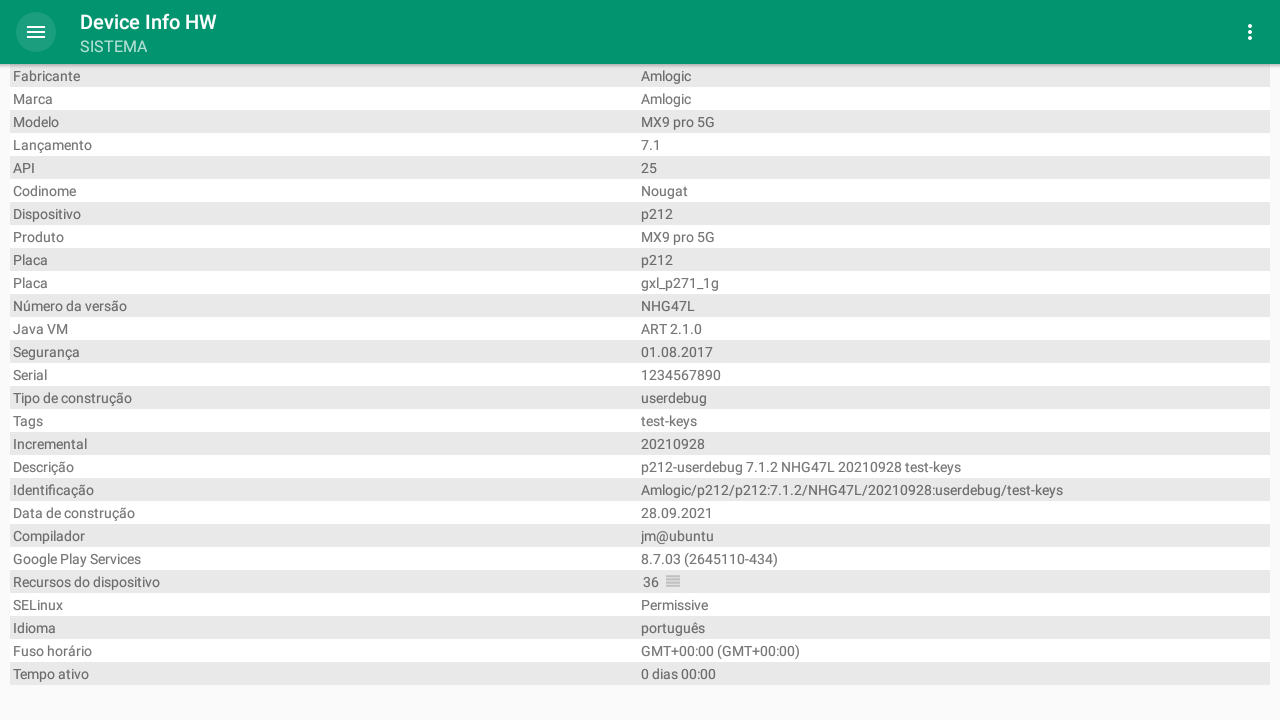 Device Info HW
SISTEMA
Fabricante Amlogic
Marca Amlogic
Modelo MX9 pro 5G
Lançamento 7.1
API 25
Codinome Nougat
Dispositivo p212
Produto MX9 pro 5G
Placa p212
Placa gxl_p271_1g
Número da versão NHG47L
Java VM ART 2.1.0
Segurança 01.08.2017
Serial 1234567890
Tipo de construção userdebug
Tags test-keys
Incremental 20210928
Descrição p212-userdebug 7.1.2 NHG47L 20210928 test-keys
Identificação Amlogic/p212/p212:7.1.2/NHG47L/20210928:userdebug/test-keys
Data de construção 28.09.2021
Compilador jm@ubuntu
Google Play Services 8.7.03 (2645110-434)
Recursos do dispositivo 36
SELinux Permissive
Idioma português
Fuso horário GMT+00:00 (GMT+00:00)
Tempo ativo 0 dias 00:00